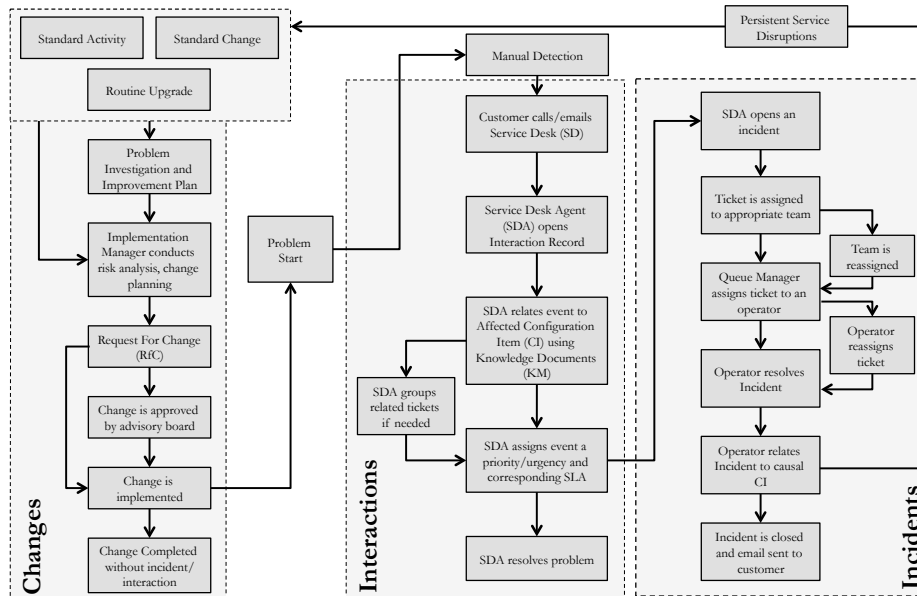 Standard Activity
Standard Change
Routine Upgrade
Problem
Investigation and
Improvement Plan
Implementation
Manager conducts
risk analysis, change
planning
Request For Change
(RfC)
Change is approved
by advisory board
Change is
implemented
Change Completed
without incident/
interaction
Changes
Problem
Start
Manual Detection
Customer calls/emails
Service Desk (SD)
Service Desk Agent
(SDA) opens
Interaction Record
SDA relates event to
Affected Configuration
Item (CI) using
Knowledge Documents
(KM)
SDA groups
related tickets
if needed
SDA assigns event a
priority/urgency and
corresponding SLA
SDA resolves problem
Interactions
Persistent Service
Disruptions
SDA opens an
incident
Ticket is assigned
to appropriate team
Team is
reassigned
Queue Manager
assigns ticket to an
operator
Operator
reassigns
ticket
Operator resolves
Incident
Operator relates
Incident to causal
CI
Incident is closed
and email sent to
customer
Incidents